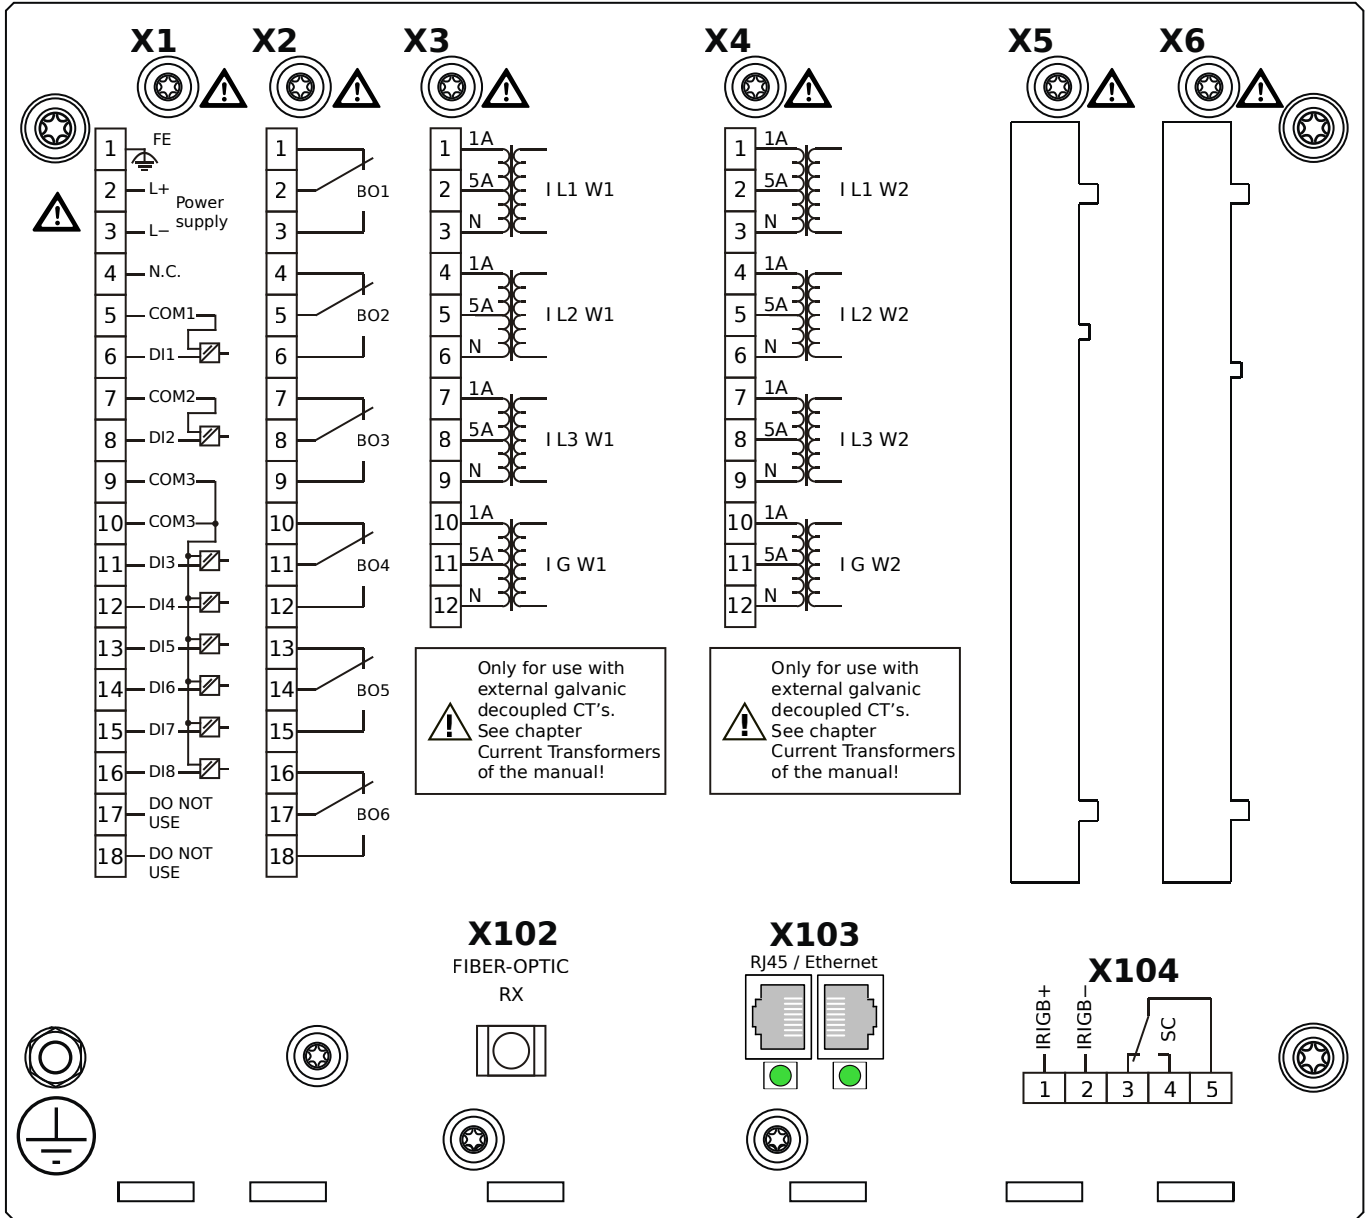 X1
X2
X3
X4
X5
X6
1 FE
2 L+
Power
supply
3 L−
4 N.C.
5 COM1
6 DI1
7 COM2
8 DI2
9 COM3
10 COM3
11 DI3
12 DI4
13 DI5
14 DI6
15 DI7
16 DI8
17 DO NOT
USE
18 DO NOT
USE
1
2 BO1
3
4
5 BO2
6
7
8 BO3
9
10
11 BO4
12
13
14 BO5
15
16
17 BO6
18
1 1A
2 5A I L1 W1
3 N
4 1A
5 5A I L2 W1
6 N
7 1A
8 5A I L3 W1
9 N
10 1A
11 5A I G W1
12 N
Only for use with
external galvanic
decoupled CT's.
See chapter
Current Transformers
of the manual!
1 1A
2 5A I L1 W2
3 N
4 1A
5 5A I L2 W2
6 N
7 1A
8 5A I L3 W2
9 N
10 1A
11 5A I G W2
12 N
Only for use with
external galvanic
decoupled CT's.
See chapter
Current Transformers
of the manual!
X102
FIBER-OPTIC
RX
X103
RJ45 / Ethernet
X104
IRIGB+
IRIGB−
SC
1 2 3 4 5